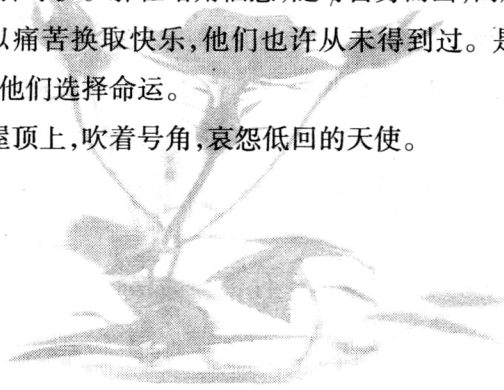 以痛苦换取快乐,他们也许从未得到过。是
他们选择命运。
屋顶上,吹着号角,哀怨低回的天使。